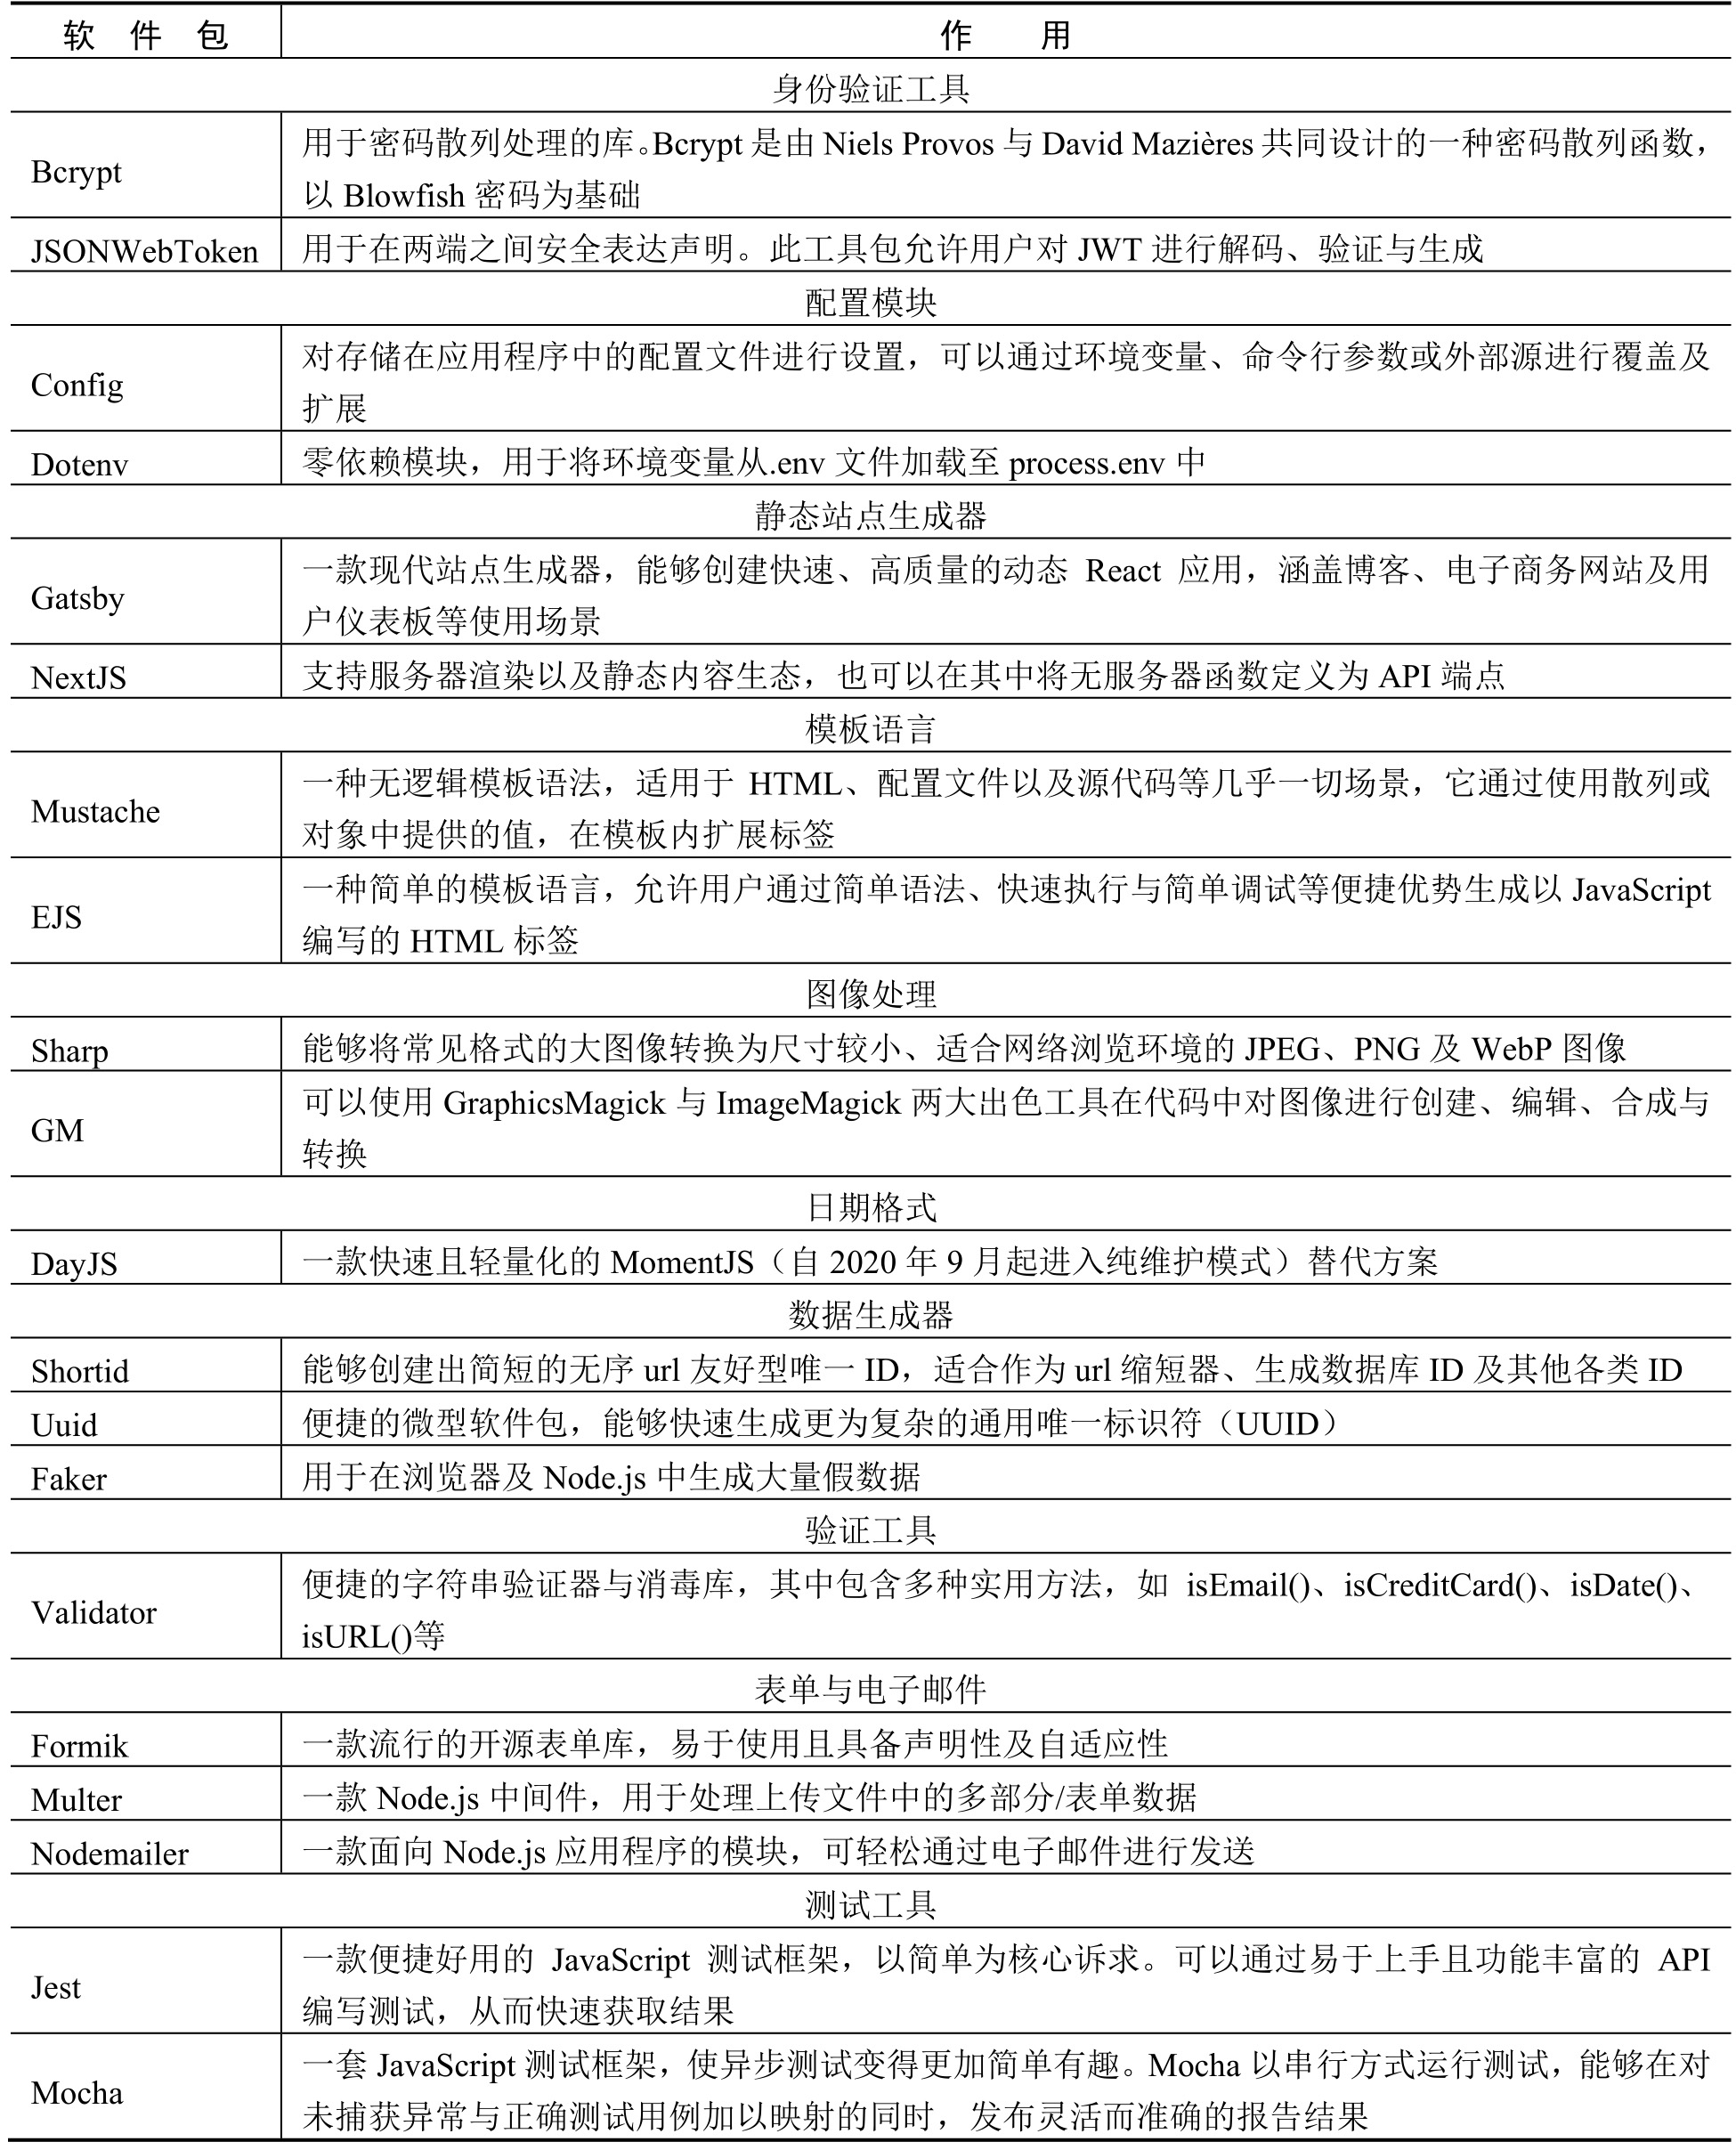 软 件 包 作 用
身份验证工具
Bcrypt
用于密码散列处理的库。Bcrypt 是由 Niels Provos 与 David Mazières 共同设计的一种密码散列函数，
以 Blowfish 密码为基础
JSONWebToken 用于在两端之间安全表达声明。此工具包允许用户对 JWT 进行解码、验证与生成
配置模块
Config
对存储在应用程序中的配置文件进行设置，可以通过环境变量、命令行参数或外部源进行覆盖及
扩展
Dotenv 零依赖模块，用于将环境变量从.env 文件加载至 process.env 中
静态站点生成器
Gatsby
一款现代站点生成器，能够创建快速、高质量的动态 React 应用，涵盖博客、电子商务网站及用
户仪表板等使用场景
NextJS 支持服务器渲染以及静态内容生态，也可以在其中将无服务器函数定义为 API 端点
模板语言
Mustache
一种无逻辑模板语法，适用于 HTML、配置文件以及源代码等几乎一切场景，它通过使用散列或
对象中提供的值，在模板内扩展标签
EJS
一种简单的模板语言，允许用户通过简单语法、快速执行与简单调试等便捷优势生成以 JavaScript
编写的 HTML 标签
图像处理
Sharp 能够将常见格式的大图像转换为尺寸较小、适合网络浏览环境的 JPEG、PNG 及 WebP 图像
GM
可以使用 GraphicsMagick 与 ImageMagick 两大出色工具在代码中对图像进行创建、编辑、合成与
转换
日期格式
DayJS 一款快速且轻量化的 MomentJS（自 2020 年 9 月起进入纯维护模式）替代方案
数据生成器
Shortid 能够创建出简短的无序 url 友好型唯一 ID，适合作为 url 缩短器、生成数据库 ID 及其他各类 ID
Uuid 便捷的微型软件包，能够快速生成更为复杂的通用唯一标识符（UUID）
Faker 用于在浏览器及 Node.js 中生成大量假数据
验证工具
Validator
便捷的字符串验证器与消毒库，其中包含多种实用方法，如 isEmail()、isCreditCard()、isDate()、
isURL()等
表单与电子邮件
Formik 一款流行的开源表单库，易于使用且具备声明性及自适应性
Multer 一款 Node.js 中间件，用于处理上传文件中的多部分/表单数据
Nodemailer 一款面向 Node.js 应用程序的模块，可轻松通过电子邮件进行发送
测试工具
Jest
一款便捷好用的 JavaScript 测试框架，以简单为核心诉求。可以通过易于上手且功能丰富的 API
编写测试，从而快速获取结果
Mocha
一套 JavaScript 测试框架，使异步测试变得更加简单有趣。Mocha 以串行方式运行测试，能够在对
未捕获异常与正确测试用例加以映射的同时，发布灵活而准确的报告结果